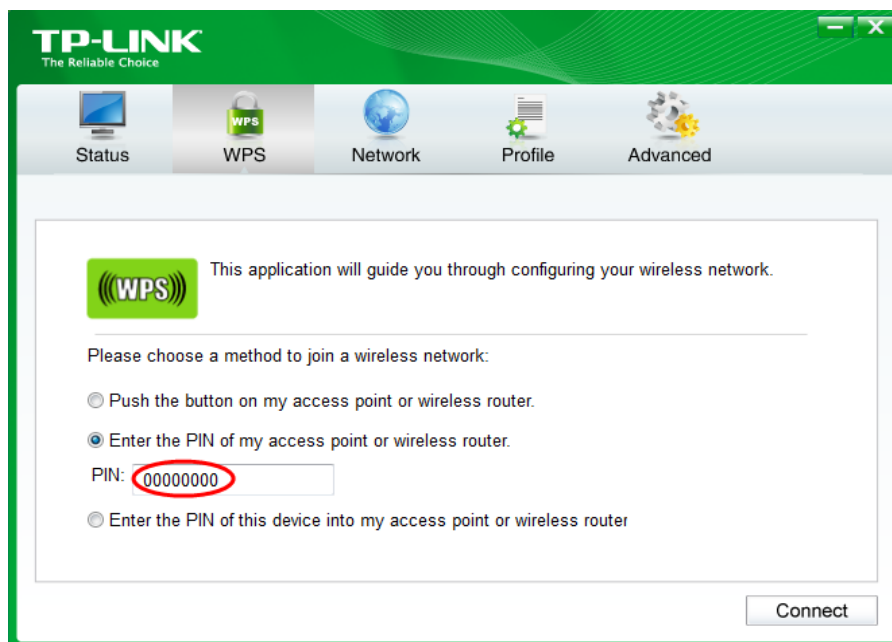 TP-LINK
The Reliable Choice
WPS
Status WPS Network Profile Advanced
WPS
This application will guide you through configuring your wireless network.
Please choose a method to join a wireless network:
Push the button on my access point or wireless router.
Enter the PIN of my access point or wireless router.
PIN: 00000000
Enter the PIN of this device into my access point or wireless router
Connect